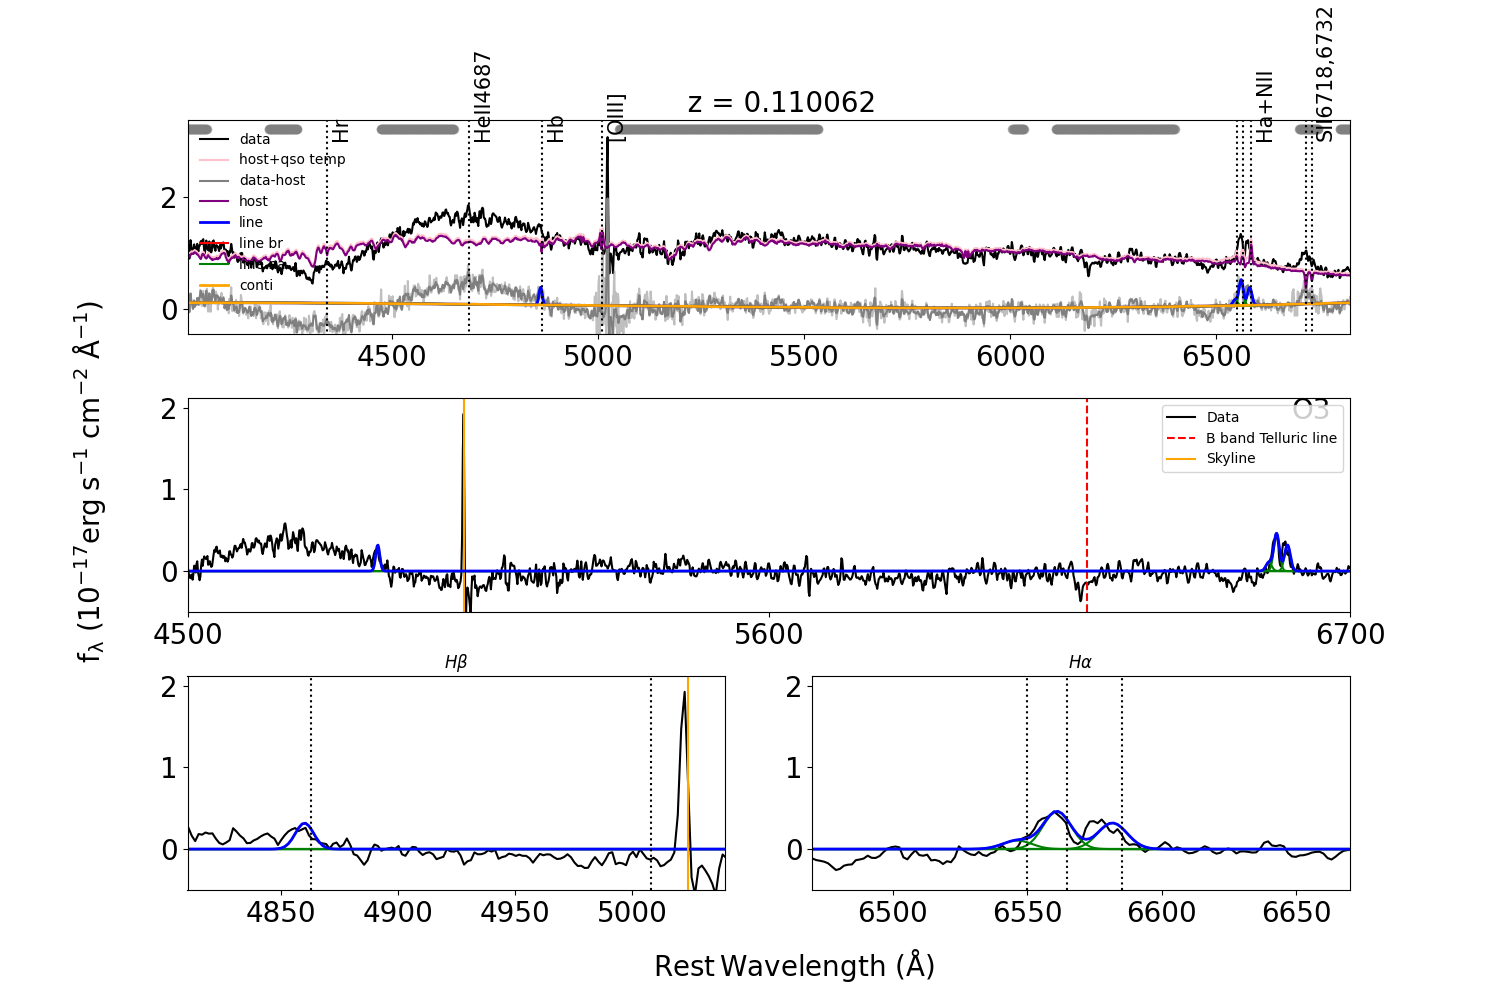 z = 0.110062
Hr
HeII4687
Hb
[OIII]
Ha+NII
SII6718,6732
data
host+qso temp
data-host
host
line
line br
conti
2
0
4500 5000 5500 6000 6500
f_λ (10^−17 erg s^−1 cm^−2 Å^−1)
O3
Data
B band Telluric line
Skyline
2
1
0
4500 5600 6700
Hβ
2
1
0
4850 4900 4950 5000
Hα
2
1
0
6500 6550 6600 6650
Rest Wavelength (Å)